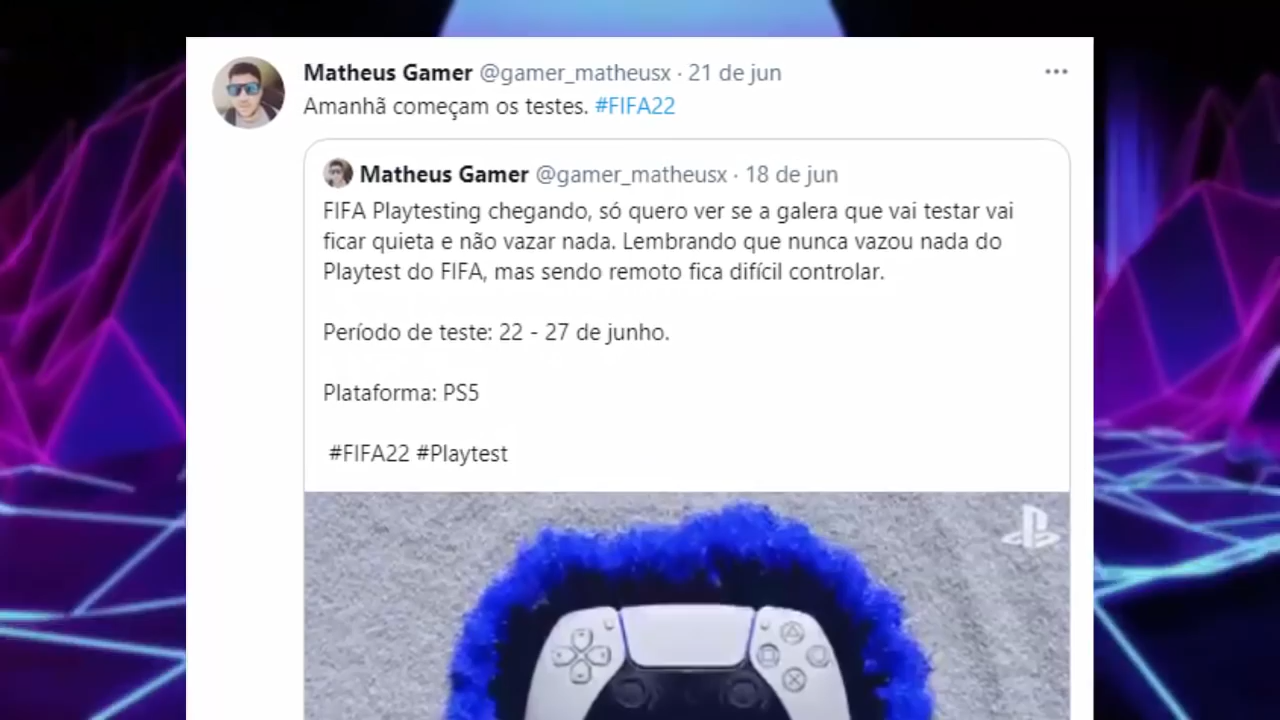 Matheus Gamer @gamer_matheusx · 21 de jun
Amanhã começam os testes. #FIFA22
Matheus Gamer @gamer_matheusx · 18 de jun
FIFA Playtesting chegando, só quero ver se a galera que vai testar vai
ficar quieta e não vazar nada. Lembrando que nunca vazou nada do
Playtest do FIFA, mas sendo remoto fica difícil controlar.
Período de teste: 22 - 27 de junho.
Plataforma: PS5
#FIFA22 #Playtest